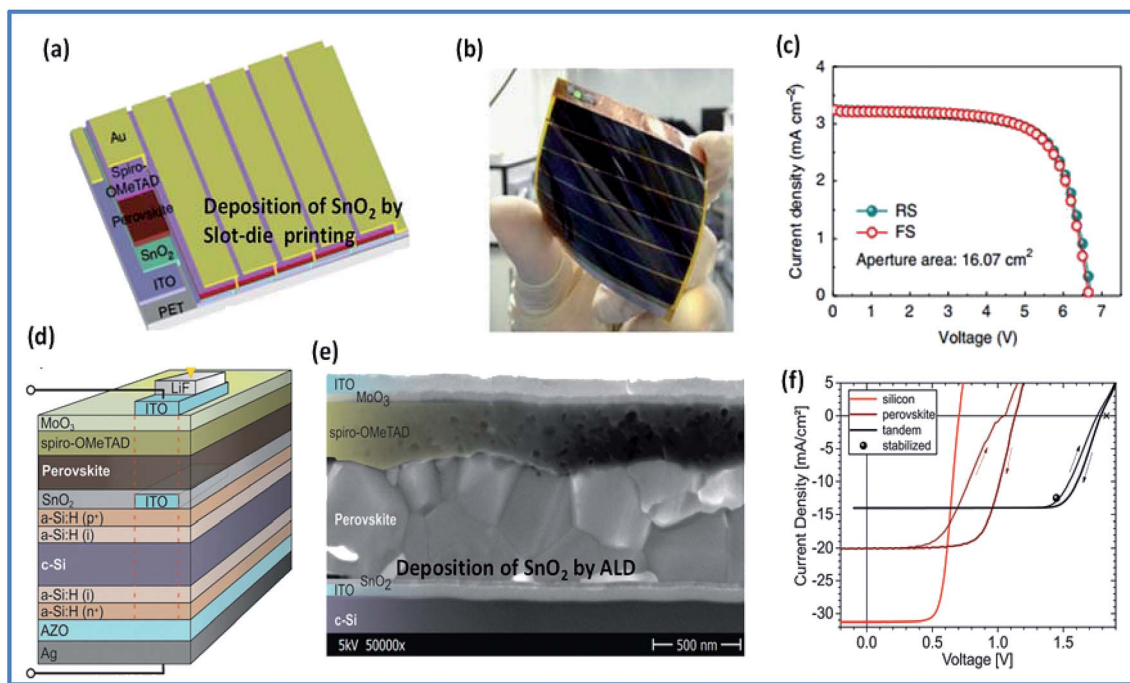 (a)
Au
Spiro-
OMeTAD
Perovskite
SnO2
ITO
PET
Deposition of SnO2 by
Slot-die printing
(b)
(c)
Current density (mA cm−2)
4
3
2
1
0
RS
FS
Aperture area: 16.07 cm2
0 1 2 3 4 5 6 7
Voltage (V)
(d)
LiF
ITO
MoO3
spiro-OMeTAD
Perovskite
SnO2
ITO
a-Si:H (p+)
a-Si:H (i)
c-Si
a-Si:H (i)
a-Si:H (n+)
AZO
Ag
(e)
ITO
MoO3
spiro-OMeTAD
Perovskite
Deposition of SnO2 by ALD
SnO2
ITO
c-Si
5kV 50000x
500 nm
(f)
Current Density [mA/cm2]
5
0
-5
-10
-15
-20
-25
-30
silicon
perovskite
tandem
stabilized
0.0 0.5 1.0 1.5
Voltage [V]